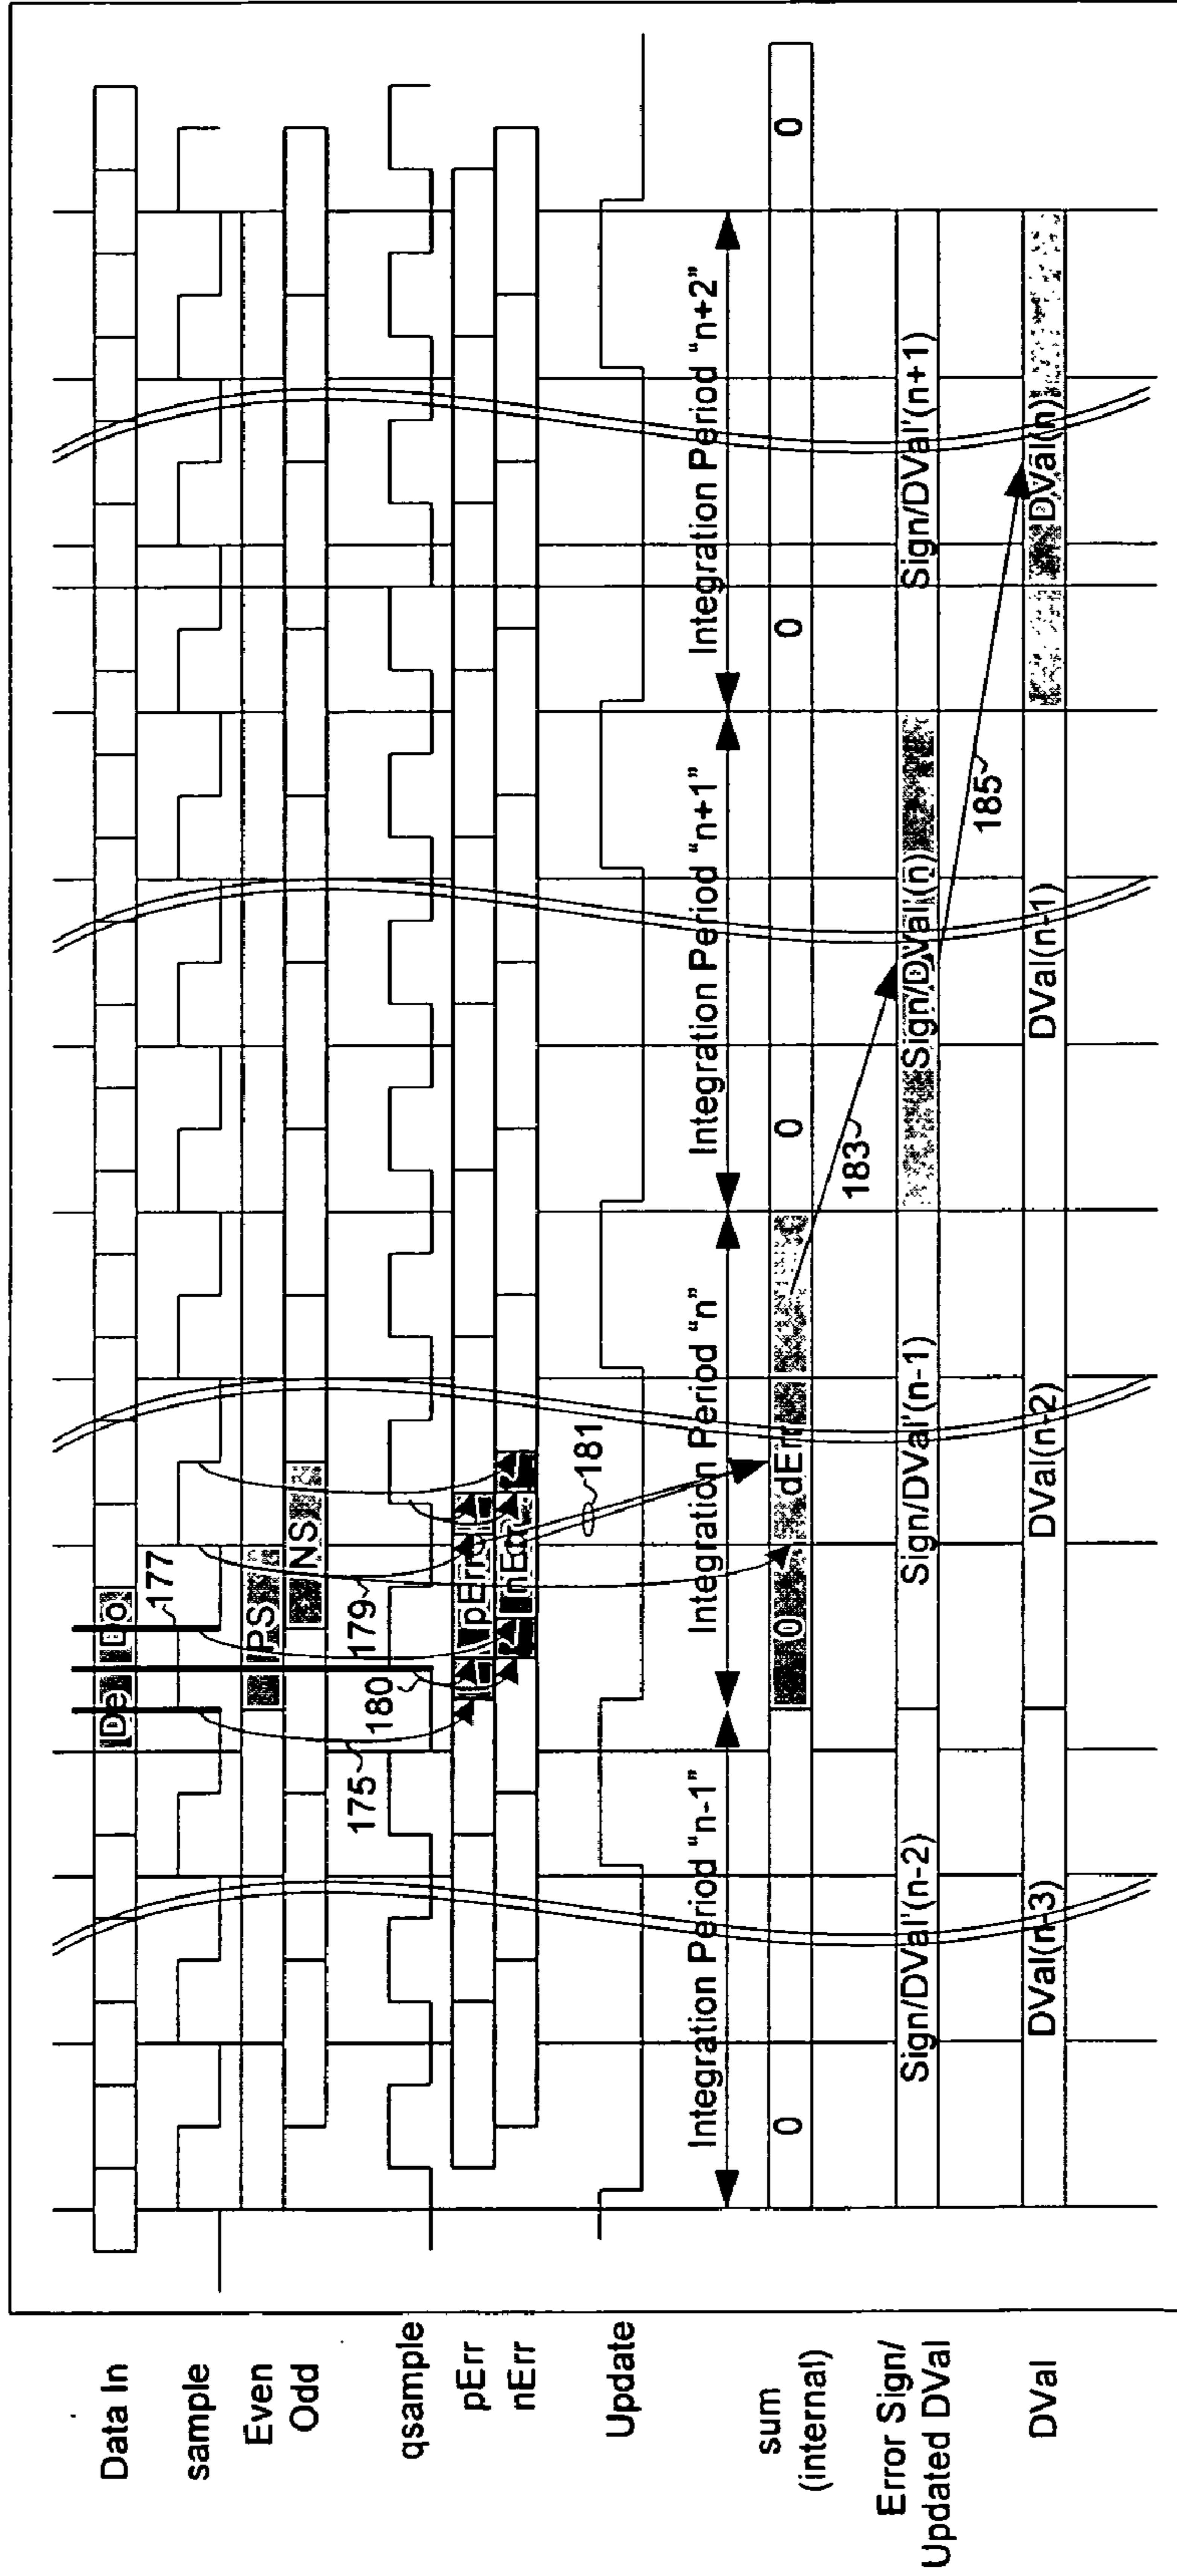 Data In
De
Do
177
sample
Even
PS
Odd
NS
179
180
175
qsample
pErr
pErr
nErr
nErr
181
Update
Integration Period "n-1"
Integration Period "n"
Integration Period "n+1"
Integration Period "n+2"
sum
(internal)
0
0
dErr
0
0
0
183
Error Sign/
Updated DVal
Sign/DVal'(n-2)
Sign/DVal'(n-1)
Sign/DVal'(n)
Sign/DVal'(n+1)
185
DVal
DVal(n-3)
DVal(n-2)
DVal(n-1)
DVal(n)